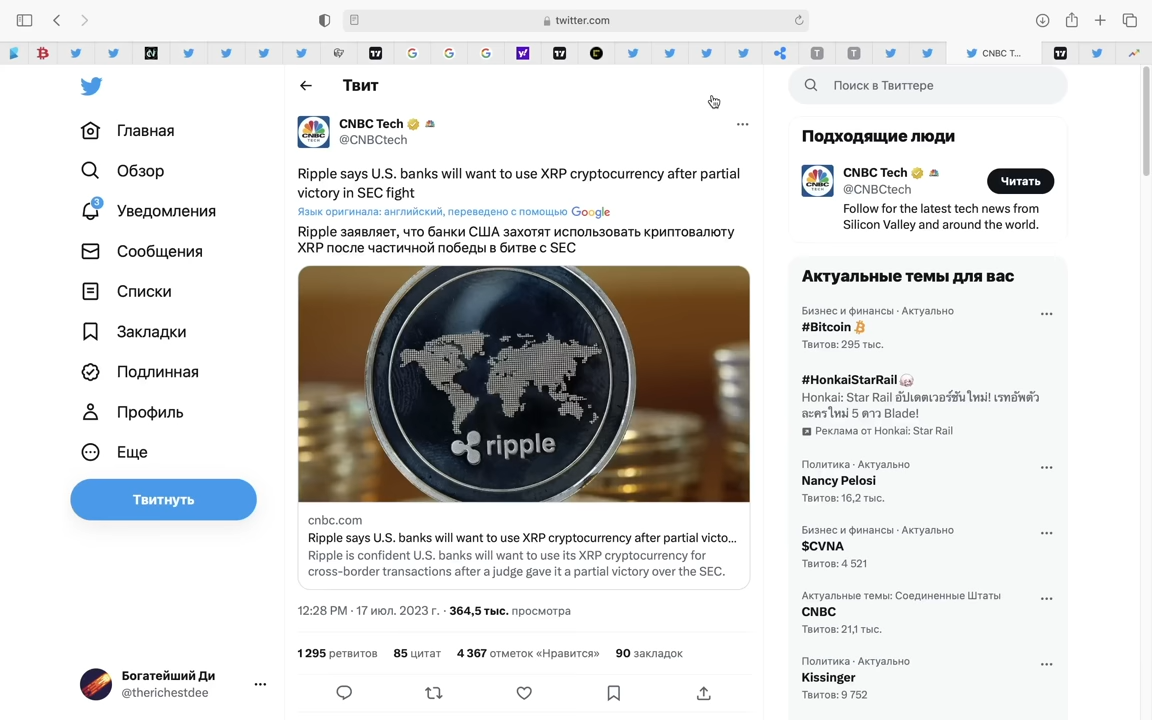 twitter.com
CNBC T...
Твит
CNBC Tech
@CNBCtech
Ripple says U.S. banks will want to use XRP cryptocurrency after partial
victory in SEC fight
Язык оригинала: английский, переведено с помощью Google
Ripple заявляет, что банки США захотят использовать криптовалюту
XRP после частичной победы в битве с SEC
ripple
cnbc.com
Ripple says U.S. banks will want to use XRP cryptocurrency after partial victo...
Ripple is confident U.S. banks will want to use its XRP cryptocurrency for
cross-border transactions after a judge gave it a partial victory over the SEC.
12:28 PM · 17 июл. 2023 г. · 364,5 тыс. просмотра
1 295 ретвитов 85 цитат 4 367 отметок «Нравится» 90 закладок
Главная
Обзор
3
Уведомления
Сообщения
Списки
Закладки
Подлинная
Профиль
Еще
Твитнуть
Богатейший Ди
@therichestdee
Поиск в Твиттере
Подходящие люди
CNBC Tech
@CNBCtech
Читать
Follow for the latest tech news from
Silicon Valley and around the world.
Актуальные темы для вас
Бизнес и финансы · Актуально
#Bitcoin
Твитов: 295 тыс.
#HonkaiStarRail
Honkai: Star Rail อัปเดตเวอร์ชันใหม่! เรทอัพตัว
ละครใหม่ 5 ดาว Blade!
Реклама от Honkai: Star Rail
Политика · Актуально
Nancy Pelosi
Твитов: 16,2 тыс.
Бизнес и финансы · Актуально
$CVNA
Твитов: 4 521
Актуальные темы: Соединенные Штаты
CNBC
Твитов: 21,1 тыс.
Политика · Актуально
Kissinger
Твитов: 9 752